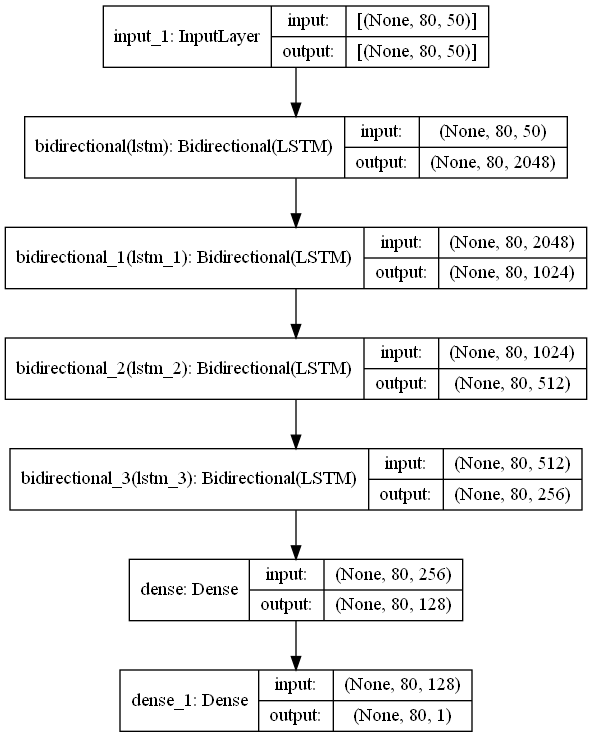 input_1: InputLayer
input: [(None, 80, 50)]
output: [(None, 80, 50)]
bidirectional(lstm): Bidirectional(LSTM)
input: (None, 80, 50)
output: (None, 80, 2048)
bidirectional_1(lstm_1): Bidirectional(LSTM)
input: (None, 80, 2048)
output: (None, 80, 1024)
bidirectional_2(lstm_2): Bidirectional(LSTM)
input: (None, 80, 1024)
output: (None, 80, 512)
bidirectional_3(lstm_3): Bidirectional(LSTM)
input: (None, 80, 512)
output: (None, 80, 256)
dense: Dense
input: (None, 80, 256)
output: (None, 80, 128)
dense_1: Dense
input: (None, 80, 128)
output: (None, 80, 1)